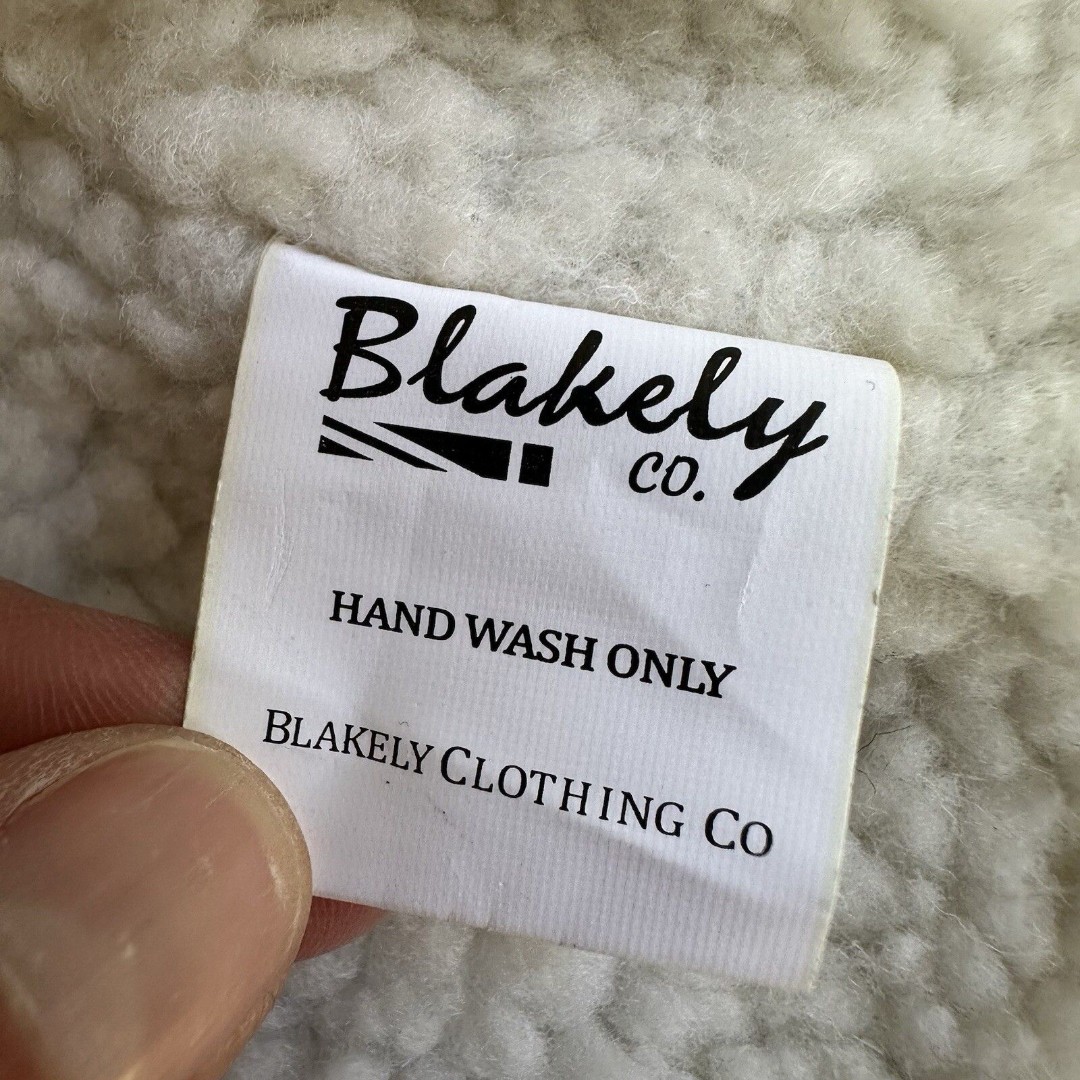 Blakely
CO.
HAND WASH ONLY
BLAKELY CLOTHING CO